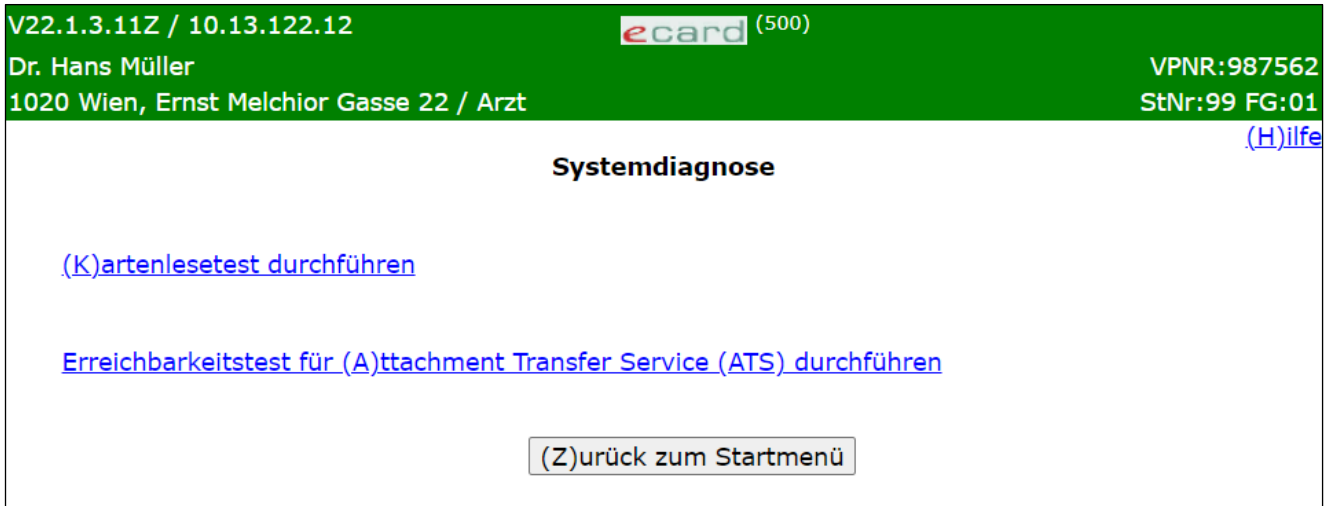 V22.1.3.11Z / 10.13.122.12 ecard (500)
Dr. Hans Müller VPNR:987562
1020 Wien, Ernst Melchior Gasse 22 / Arzt StNr:99 FG:01
(H)ilfe
Systemdiagnose
(K)artenlesetest durchführen
Erreichbarkeitstest für (A)ttachment Transfer Service (ATS) durchführen
(Z)urück zum Startmenü